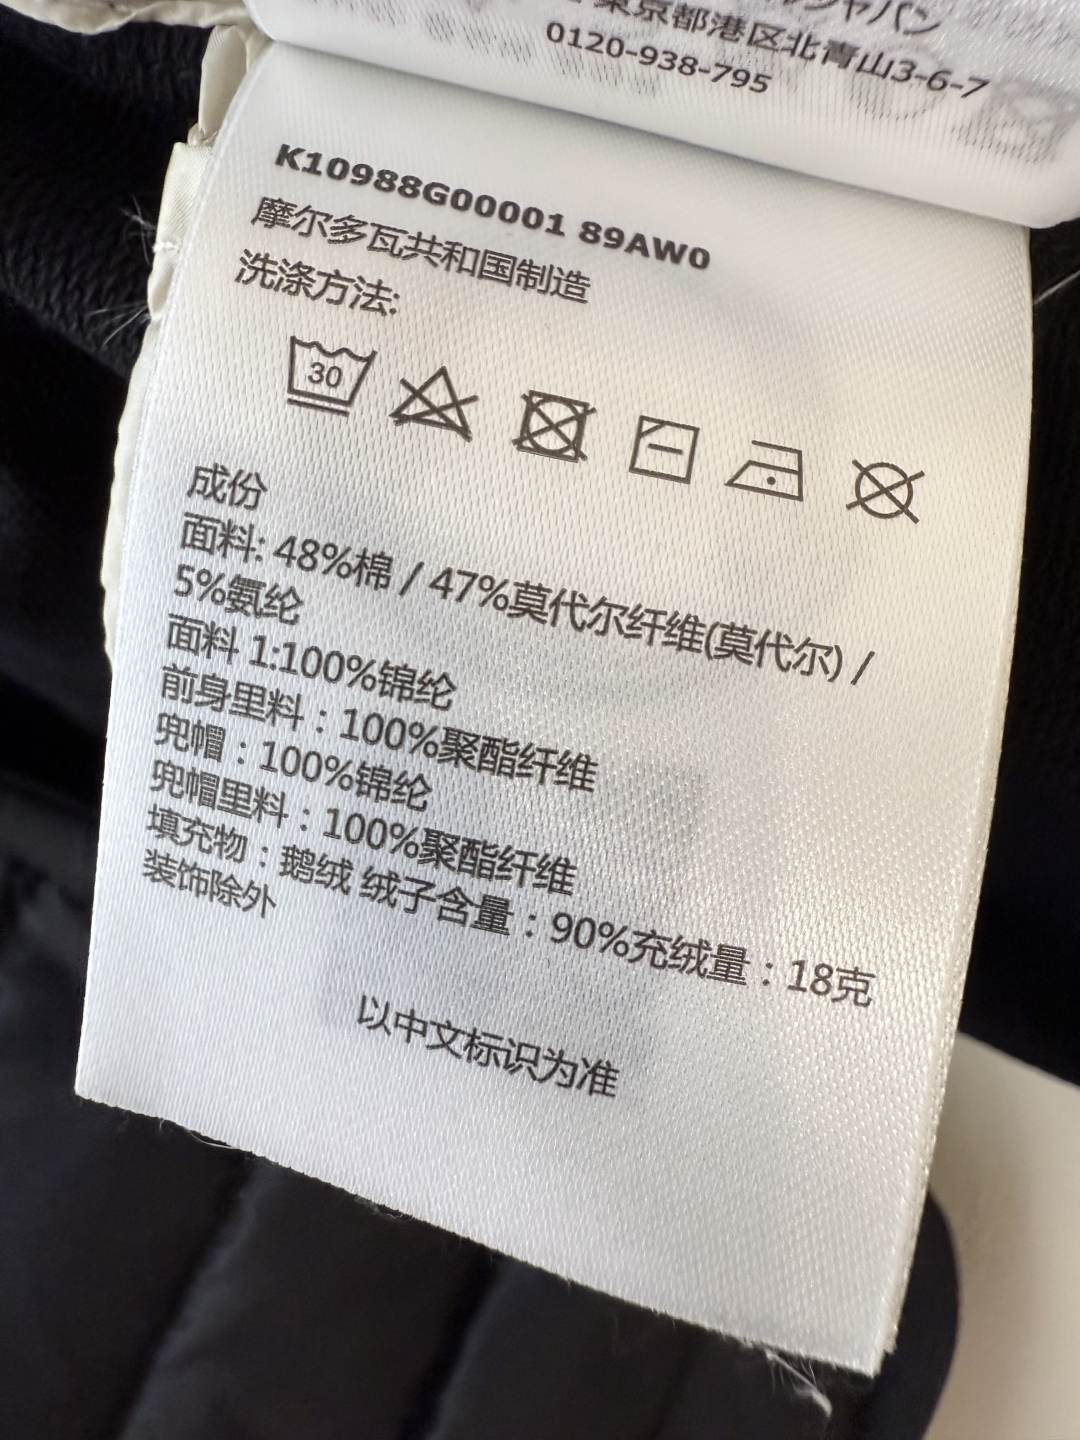 ャパン
東京都港区北青山3-6-7
0120-938-795
K10988G00001 89AW0
摩尔多瓦共和国制造
洗涤方法:
30
成份
面料: 48%棉 / 47%莫代尔纤维(莫代尔) /
5%氨纶
面料 1:100%锦纶
前身里料：100%聚酯纤维
兜帽：100%锦纶
兜帽里料：100%聚酯纤维
填充物：鹅绒 绒子含量：90%充绒量：18克
装饰除外
以中文标识为准